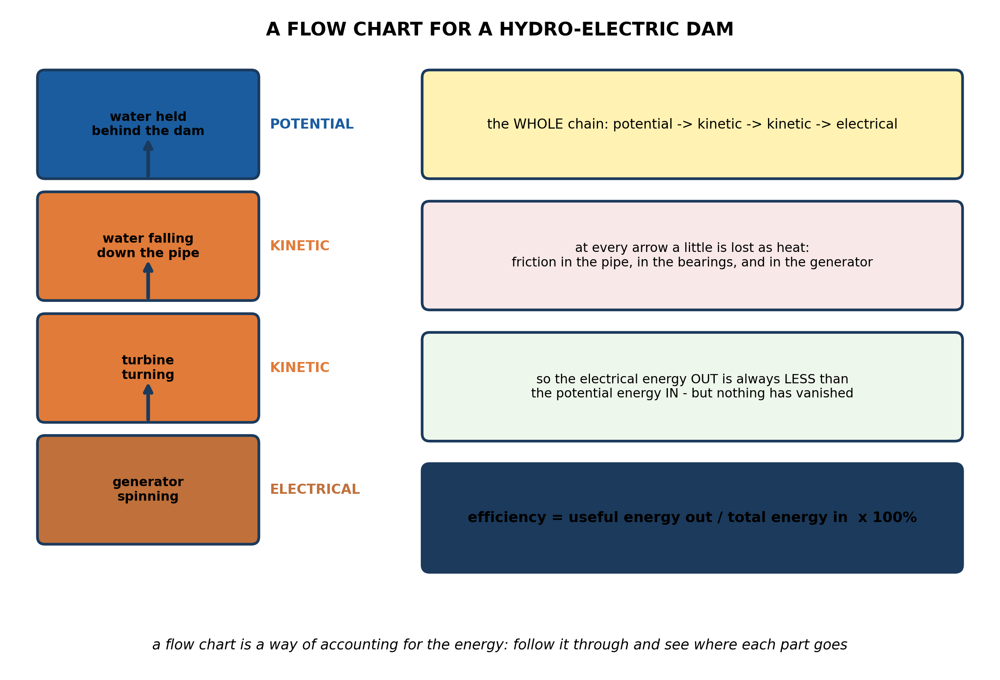 A FLOW CHART FOR A HYDRO-ELECTRIC DAM
water held
behind the dam
POTENTIAL
water falling
down the pipe
KINETIC
turbine
turning
KINETIC
generator
spinning
ELECTRICAL
the WHOLE chain: potential -> kinetic -> kinetic -> electrical
at every arrow a little is lost as heat:
friction in the pipe, in the bearings, and in the generator
so the electrical energy OUT is always LESS than
the potential energy IN - but nothing has vanished
efficiency = useful energy out / total energy in  x 100%
a flow chart is a way of accounting for the energy: follow it through and see where each part goes